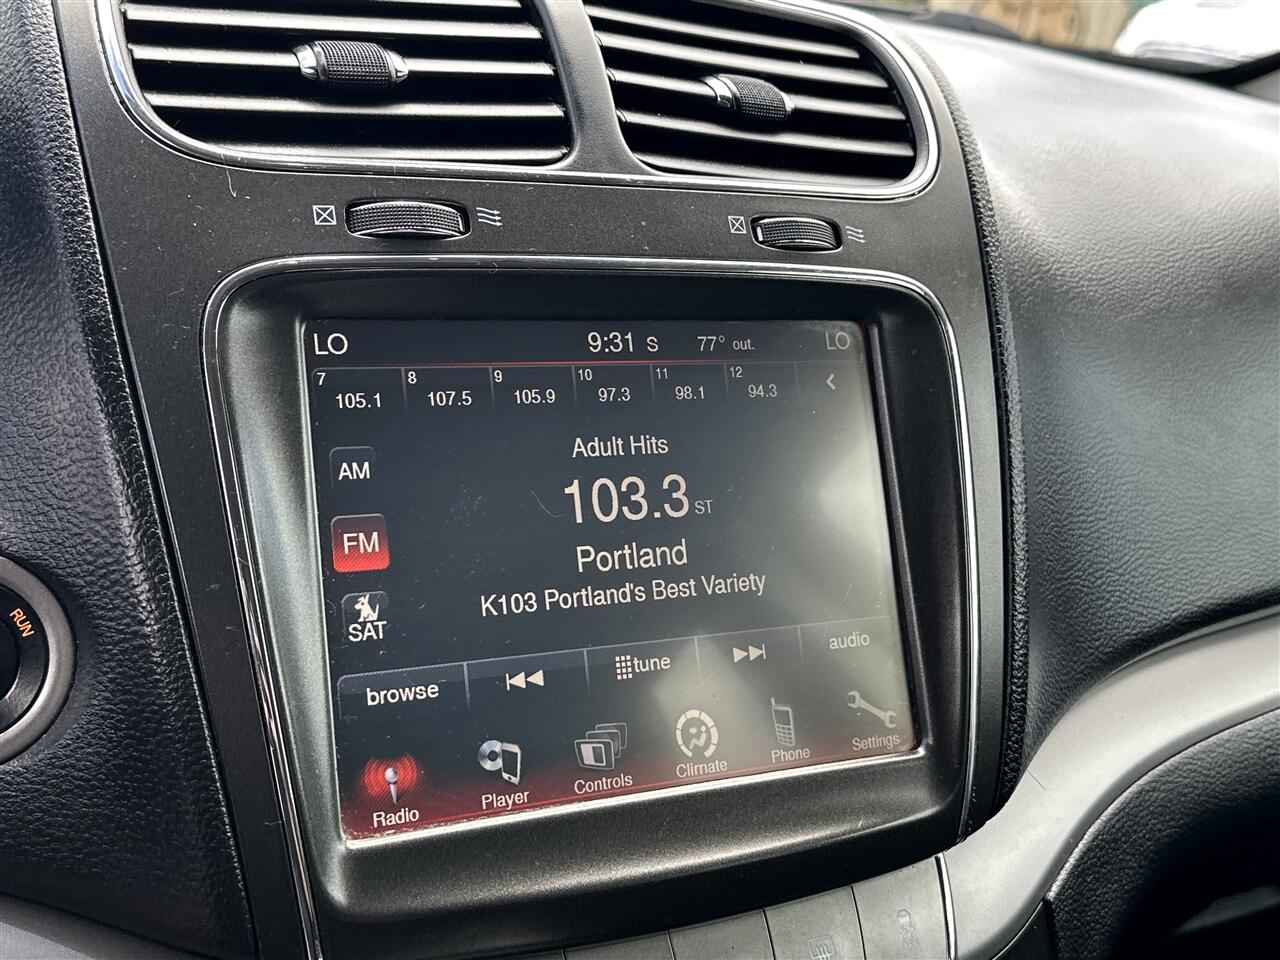 LO 9:31 S 77° out. LO
7 8 9 10 11 12
105.1 107.5 105.9 97.3 98.1 94.3
Adult Hits
AM
103.3 ST
FM
Portland
K103 Portland's Best Variety
SAT
browse tune audio
Radio Player Controls Climate Phone Settings
RUN